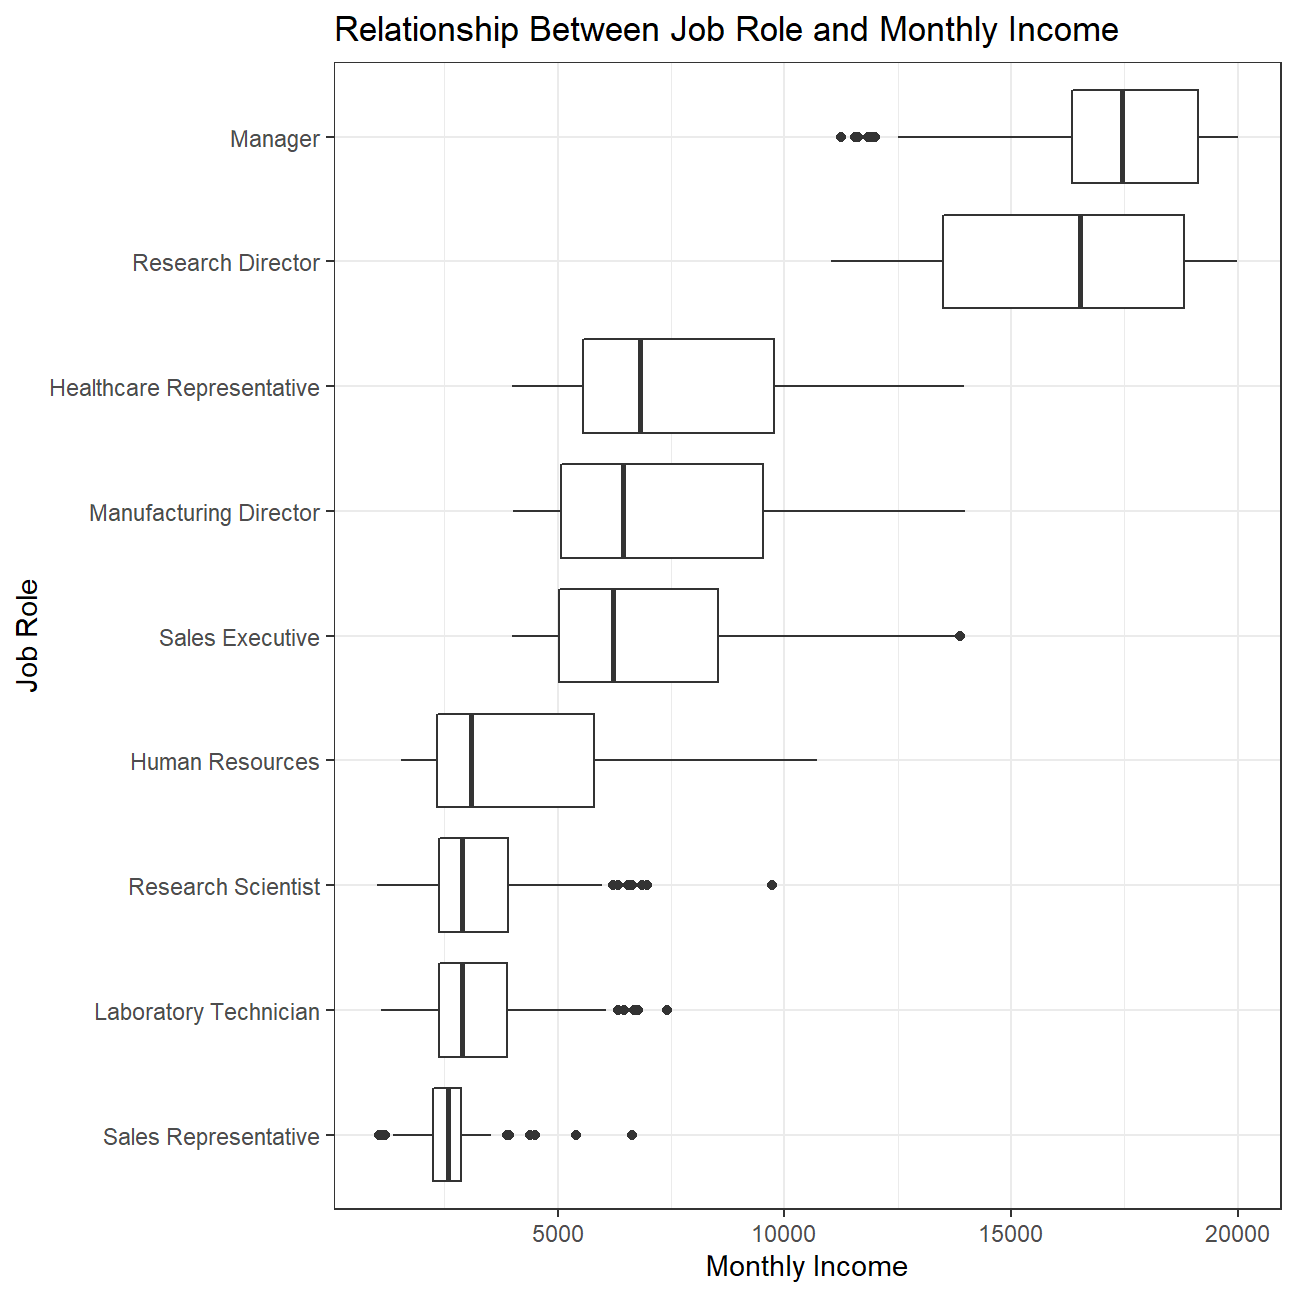 Relationship Between Job Role and Monthly Income
Manager
Research Director
Healthcare Representative
Manufacturing Director
Sales Executive
Human Resources
Research Scientist
Laboratory Technician
Sales Representative
Job Role
5000 10000 15000 20000
Monthly Income